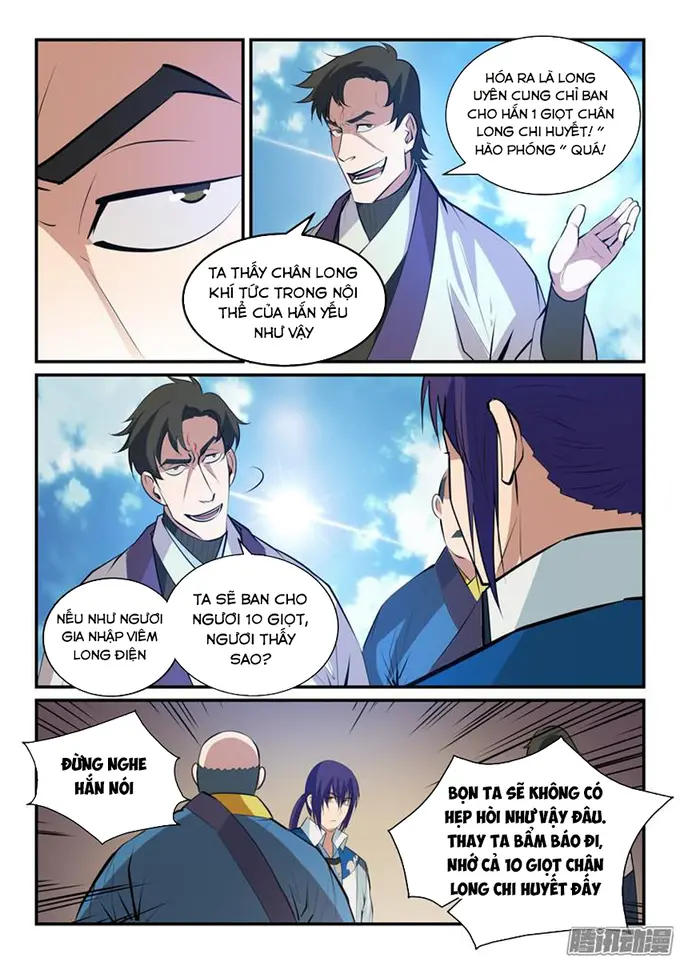 HÓA RA LÀ LONG
UYÊN CUNG CHỈ BAN
CHO HẮN 1 GIỌT CHÂN
LONG CHI HUYẾT! "
HÀO PHÓNG " QUÁ!
TA THẤY CHÂN LONG
KHÍ TỨC TRONG NỘI
THỂ CỦA HẮN YẾU
NHƯ VẬY
NẾU NHƯ NGƯƠI
GIA NHẬP VIÊM
LONG ĐIỆN
TA SẼ BAN CHO
NGƯƠI 10 GIỌT,
NGƯƠI THẤY
SAO?
ĐỪNG NGHE
HẮN NÓI
BỌN TA SẼ KHÔNG CÓ
HẸP HÒI NHƯ VẬY ĐÂU.
THAY TA BẨM BÁO ĐI,
NHỚ CẢ 10 GIỌT CHÂN
LONG CHI HUYẾT ĐẤY
腾讯动漫